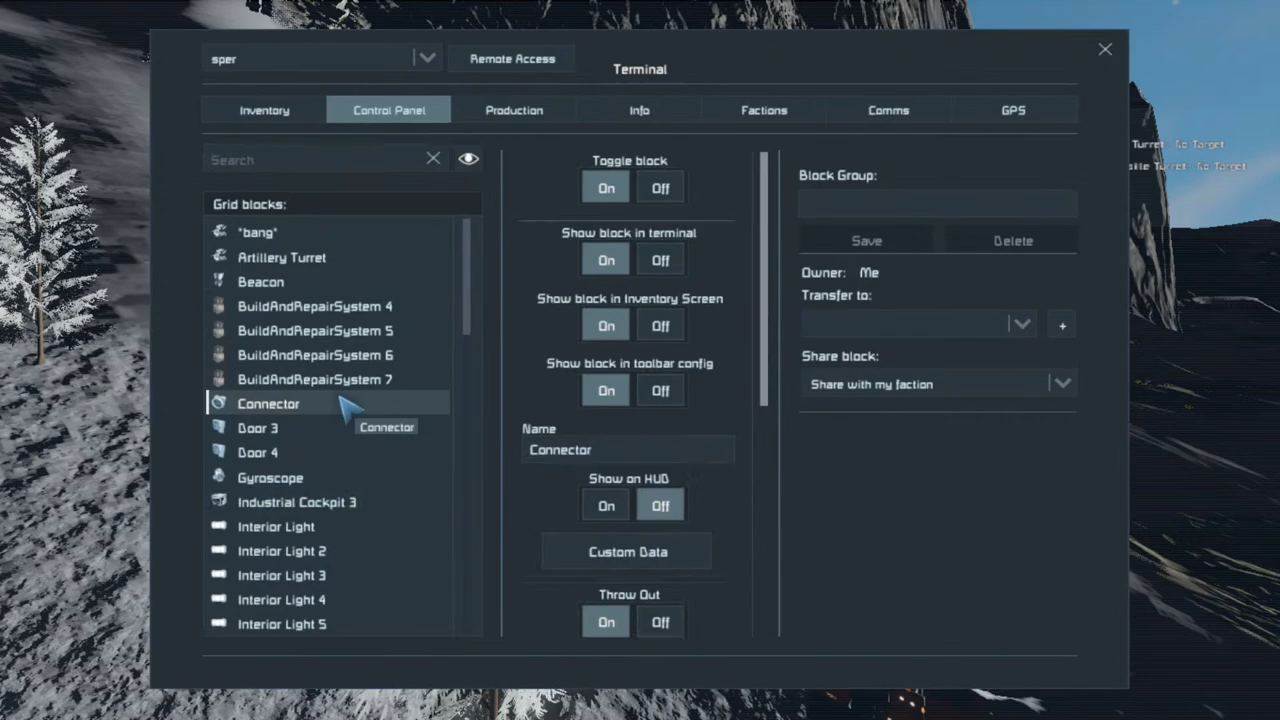 sper
Remote Access
Terminal
Inventory
Control Panel
Production
Info
Factions
Comms
GPS
Search
Grid blocks:
*bang*
Artillery Turret
Beacon
BuildAndRepairSystem 4
BuildAndRepairSystem 5
BuildAndRepairSystem 6
BuildAndRepairSystem 7
Connector
Connector
Door 3
Door 4
Gyroscope
Industrial Cockpit 3
Interior Light
Interior Light 2
Interior Light 3
Interior Light 4
Interior Light 5
Toggle block
On Off
Show block in terminal
On Off
Show block in Inventory Screen
On Off
Show block in toolbar config
On Off
Name
Connector
Show on HUD
On Off
Custom Data
Throw Out
On Off
Block Group:
Save Delete
Owner: Me
Transfer to:
+
Share block:
Share with my faction
Turret - No Target
Turret - No Target